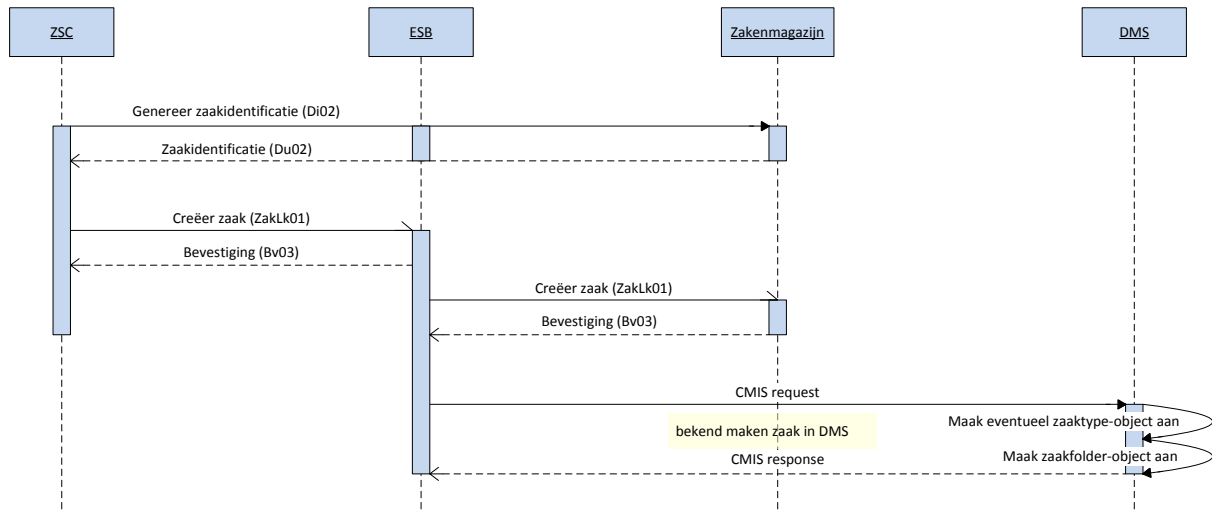 ZSC
ESB
Zakenmagazijn
DMS
Genereer zaakidentificatie (Di02)
Zaakidentificatie (Du02)
Creëer zaak (ZakLk01)
Bevestiging (Bv03)
Creëer zaak (ZakLk01)
Bevestiging (Bv03)
CMIS request
Maak eventueel zaaktype-object aan
bekend maken zaak in DMS
CMIS response
Maak zaakfolder-object aan